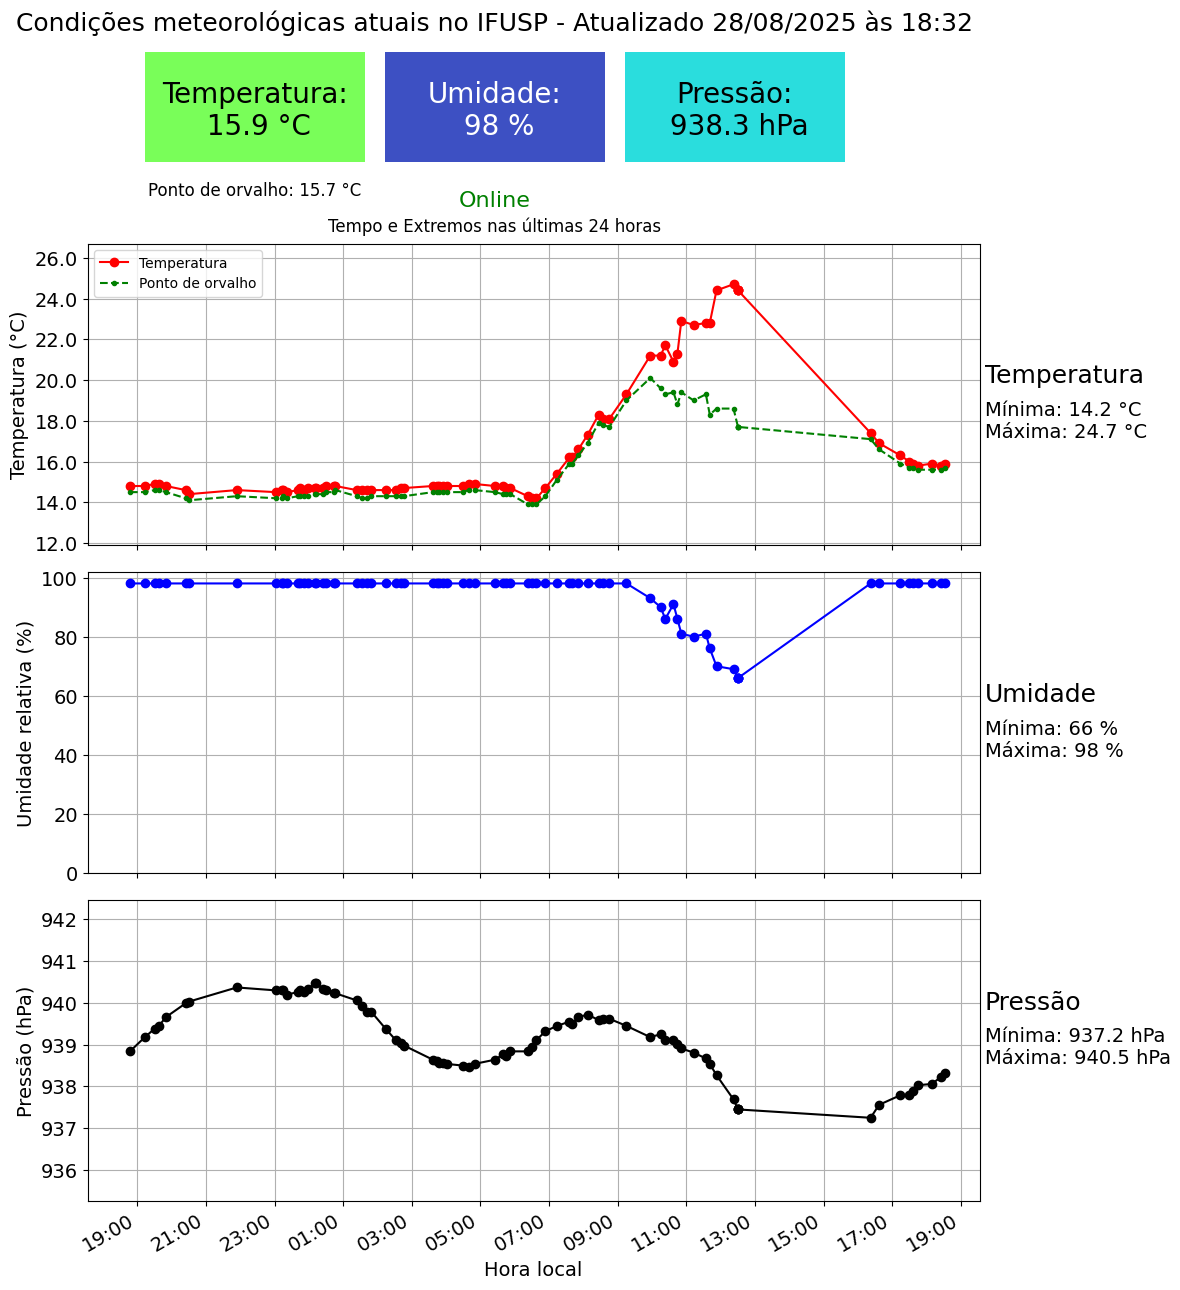 Condições meteorológicas atuais no IFUSP - Atualizado 28/08/2025 às 18:32
Temperatura:
15.9 °C
Umidade:
98 %
Pressão:
938.3 hPa
Ponto de orvalho: 15.7 °C
Online
Tempo e Extremos nas últimas 24 horas
Temperatura
Ponto de orvalho
26.0
24.0
22.0
20.0
18.0
16.0
14.0
12.0
Temperatura (°C)
Temperatura
Mínima: 14.2 °C
Máxima: 24.7 °C
100
80
60
40
20
0
Umidade relativa (%)
Umidade
Mínima: 66 %
Máxima: 98 %
942
941
940
939
938
937
936
Pressão (hPa)
Pressão
Mínima: 937.2 hPa
Máxima: 940.5 hPa
19:00
21:00
23:00
01:00
03:00
05:00
07:00
09:00
11:00
13:00
15:00
17:00
19:00
Hora local